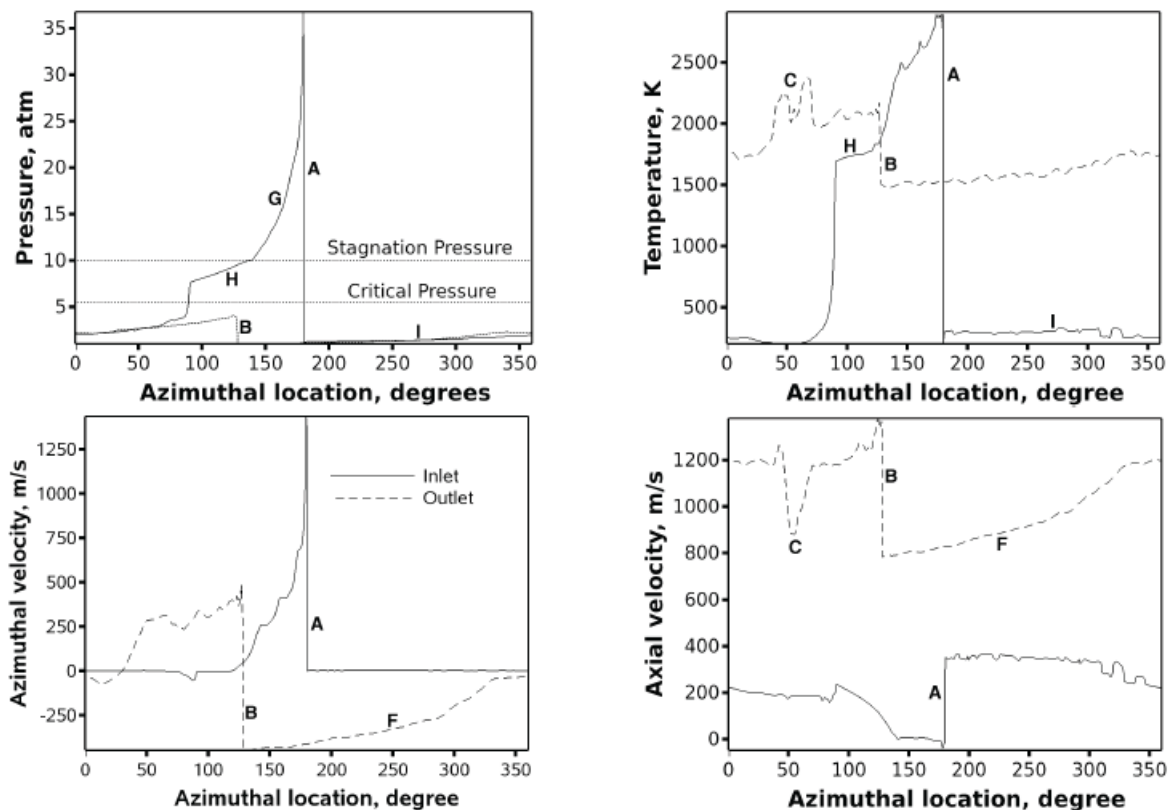 35
30
25
20
15
10
5
Pressure, atm
A
G
Stagnation Pressure
H
Critical Pressure
B
I
0 50 100 150 200 250 300 350
Azimuthal location, degrees
2500
2000
1500
1000
500
Temperature, K
C
A
H
B
I
0 50 100 150 200 250 300 350
Azimuthal location, degree
1250
1000
750
500
250
0
-250
Azimuthal velocity, m/s
Inlet
Outlet
A
B
F
0 50 100 150 200 250 300 350
Azimuthal location, degree
1200
1000
800
600
400
200
0
Axial velocity, m/s
B
C
F
A
0 50 100 150 200 250 300 350
Azimuthal location, degree